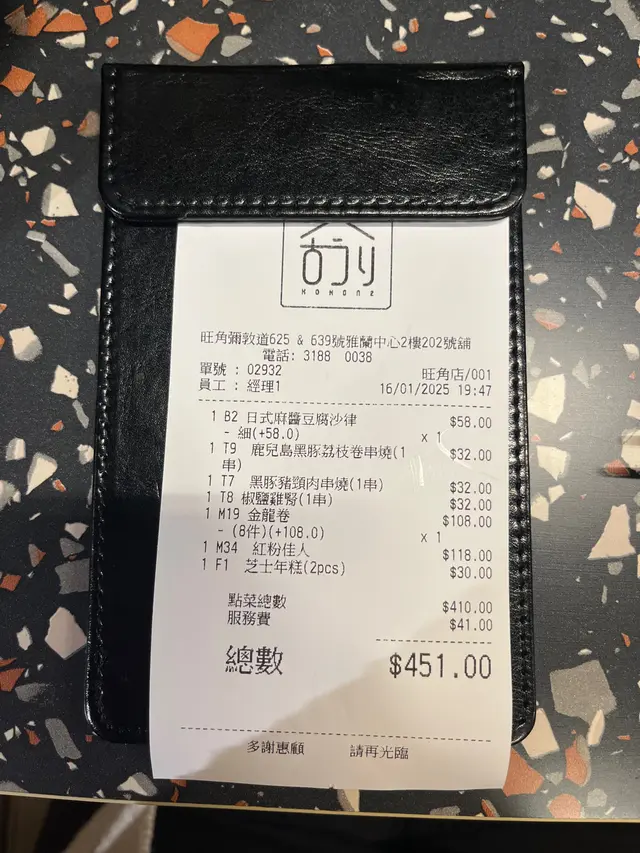 KOKONI
旺角彌敦道625 & 639號雅蘭中心2樓202號舖
電話: 3188 0038
單號 : 02932 旺角店/001
員工 : 經理1 16/01/2025 19:47
1 B2 日式麻醬豆腐沙律 $58.00
- 細(+58.0) x 1
1 T9 鹿兒島黑豚荔枝卷串燒(1 $32.00
串)
1 T7 黑豚豬頸肉串燒(1串) $32.00
1 T8 椒鹽雞腎(1串) $32.00
1 M19 金龍卷 $108.00
- (8件)(+108.0) x 1
1 M34 紅粉佳人 $118.00
1 F1 芝士年糕(2pcs) $30.00
點菜總數 $410.00
服務費 $41.00
總數 $451.00
多謝惠顧 請再光臨